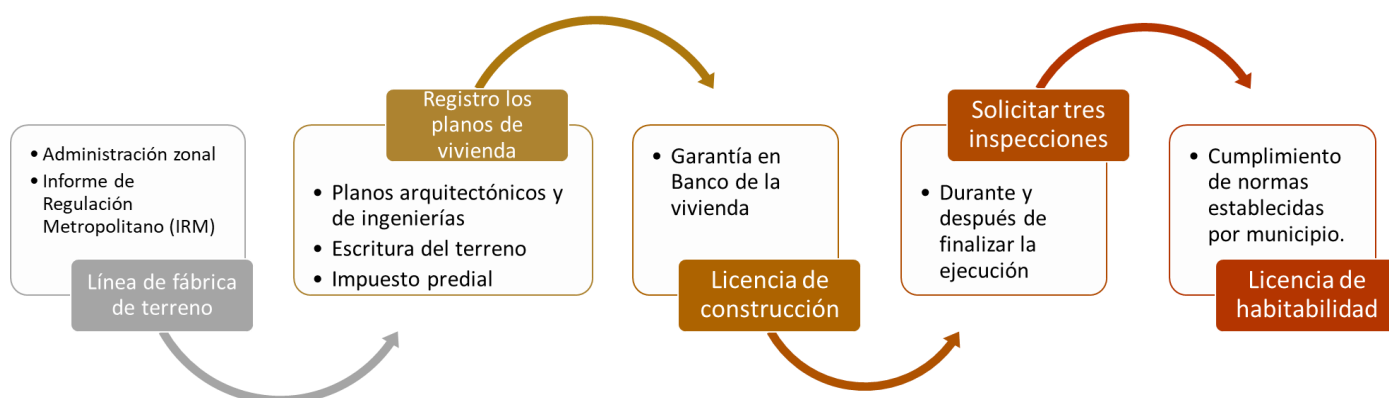 • Administración zonal
• Informe de
Regulación
Metropolitano (IRM)
Línea de fábrica
de terreno
Registro los
planos de
vivienda
• Planos arquitectónicos y
de ingenierías
• Escritura del terreno
• Impuesto predial
• Garantía en
Banco de la
vivienda
Licencia de
construcción
Solicitar tres
inspecciones
• Durante y
después de
finalizar la
ejecución
• Cumplimiento
de normas
establecidas
por municipio.
Licencia de
habitabilidad